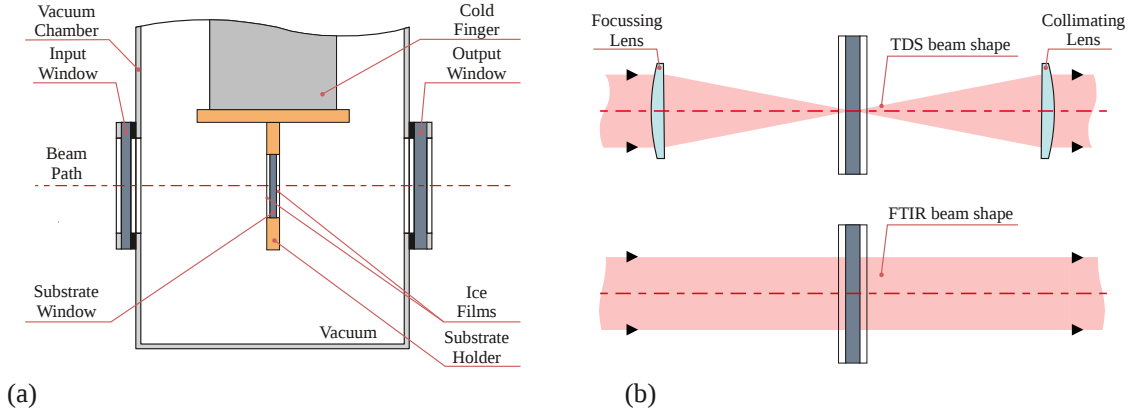 Vacuum
Chamber
Input
Window
Cold
Finger
Output
Window
Beam
Path
Substrate
Window
Vacuum
Ice
Films
Substrate
Holder
(a)
Focussing
Lens
TDS beam shape
Collimating
Lens
FTIR beam shape
(b)